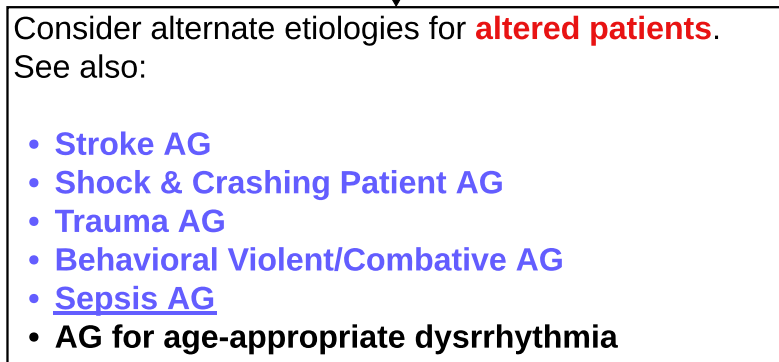 Consider alternate etiologies for altered patients.
See also:
• Stroke AG
• Shock & Crashing Patient AG
• Trauma AG
• Behavioral Violent/Combative AG
• Sepsis AG
• AG for age-appropriate dysrrhythmia